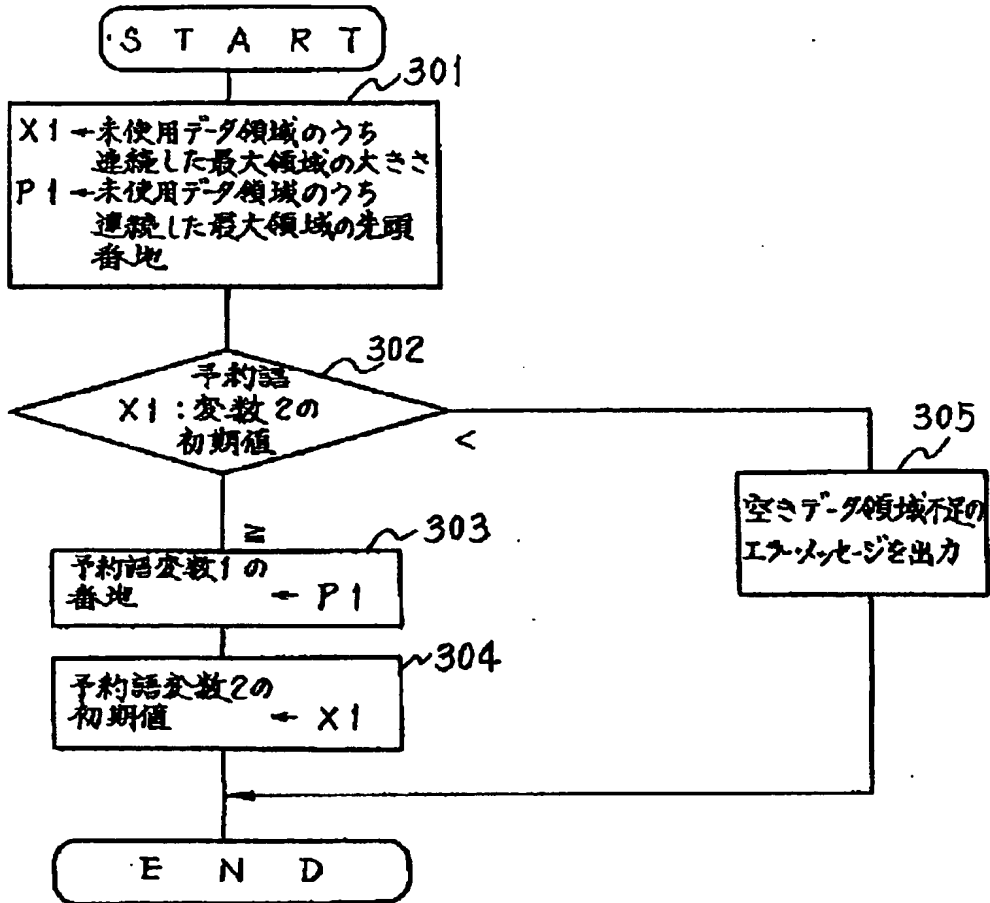 START
301
X1←未使用データ領域のうち
連続した最大領域の大きさ
P1←未使用データ領域のうち
連続した最大領域の先頭
番地
302
予約語
X1:変数2の
初期値
<
305
空きデータ領域不足の
エラーメッセージを出力
≧
303
予約語変数1の
番地 ← P1
304
予約語変数2の
初期値 ← X1
END